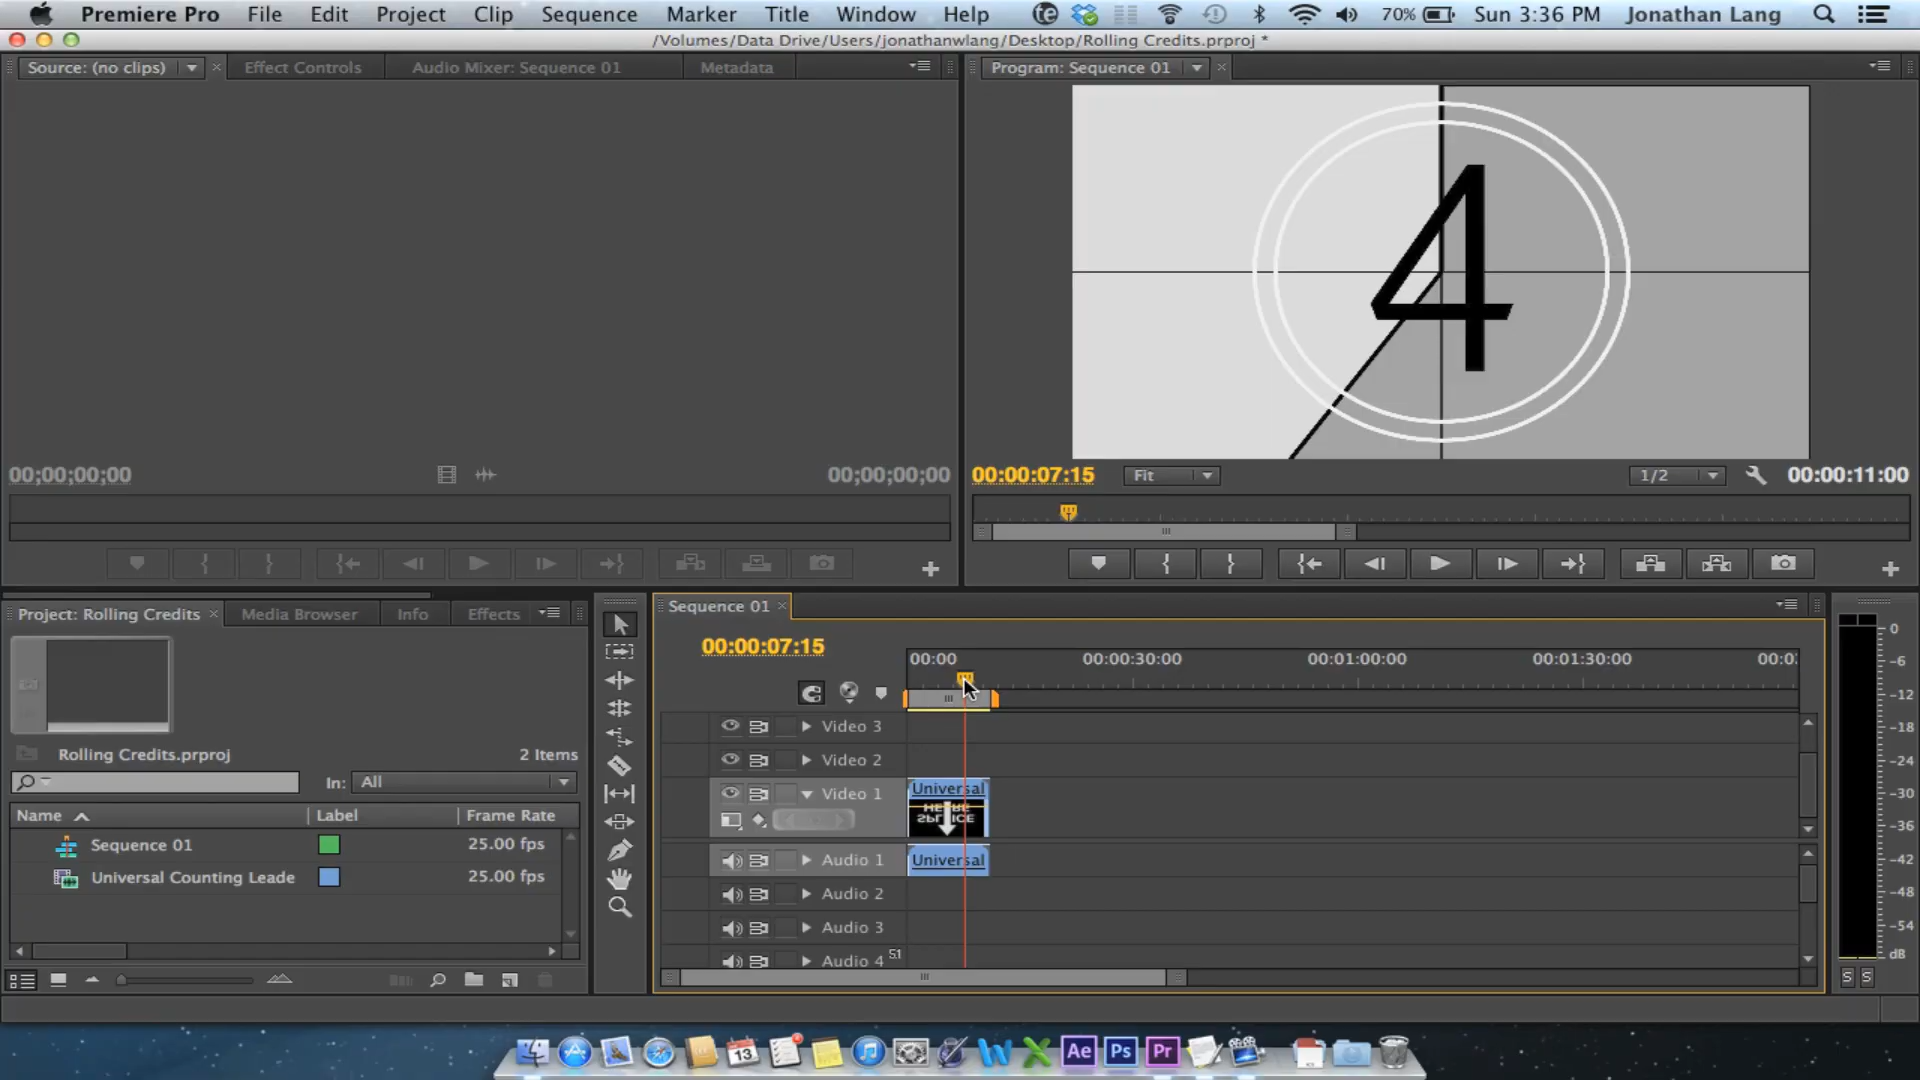 Premiere Pro File Edit Project Clip Sequence Marker Title Window Help 70% Sun 3:36 PM Jonathan Lang
/Volumes/Data Drive/Users/jonathanwlang/Desktop/Rolling Credits.prproj *
Source: (no clips) Effect Controls Audio Mixer: Sequence 01 Metadata
Program: Sequence 01
4
00;00;00;00 00;00;00;00
00:00:07:15 Fit 1/2 00:00:11:00
Project: Rolling Credits Media Browser Info Effects
Rolling Credits.prproj 2 Items
In: All
Name Label Frame Rate
Sequence 01 25.00 fps
Universal Counting Leade 25.00 fps
Sequence 01
00:00:07:15
00:00 00:00:30:00 00:01:00:00 00:01:30:00 00:0
Video 3
Video 2
Video 1 Universal
Audio 1 Universal
Audio 2
Audio 3
Audio 4 5.1
0
-6
-12
-18
-24
-30
-36
-42
-48
-54
dB
S S
13 W X Ae Ps Pr